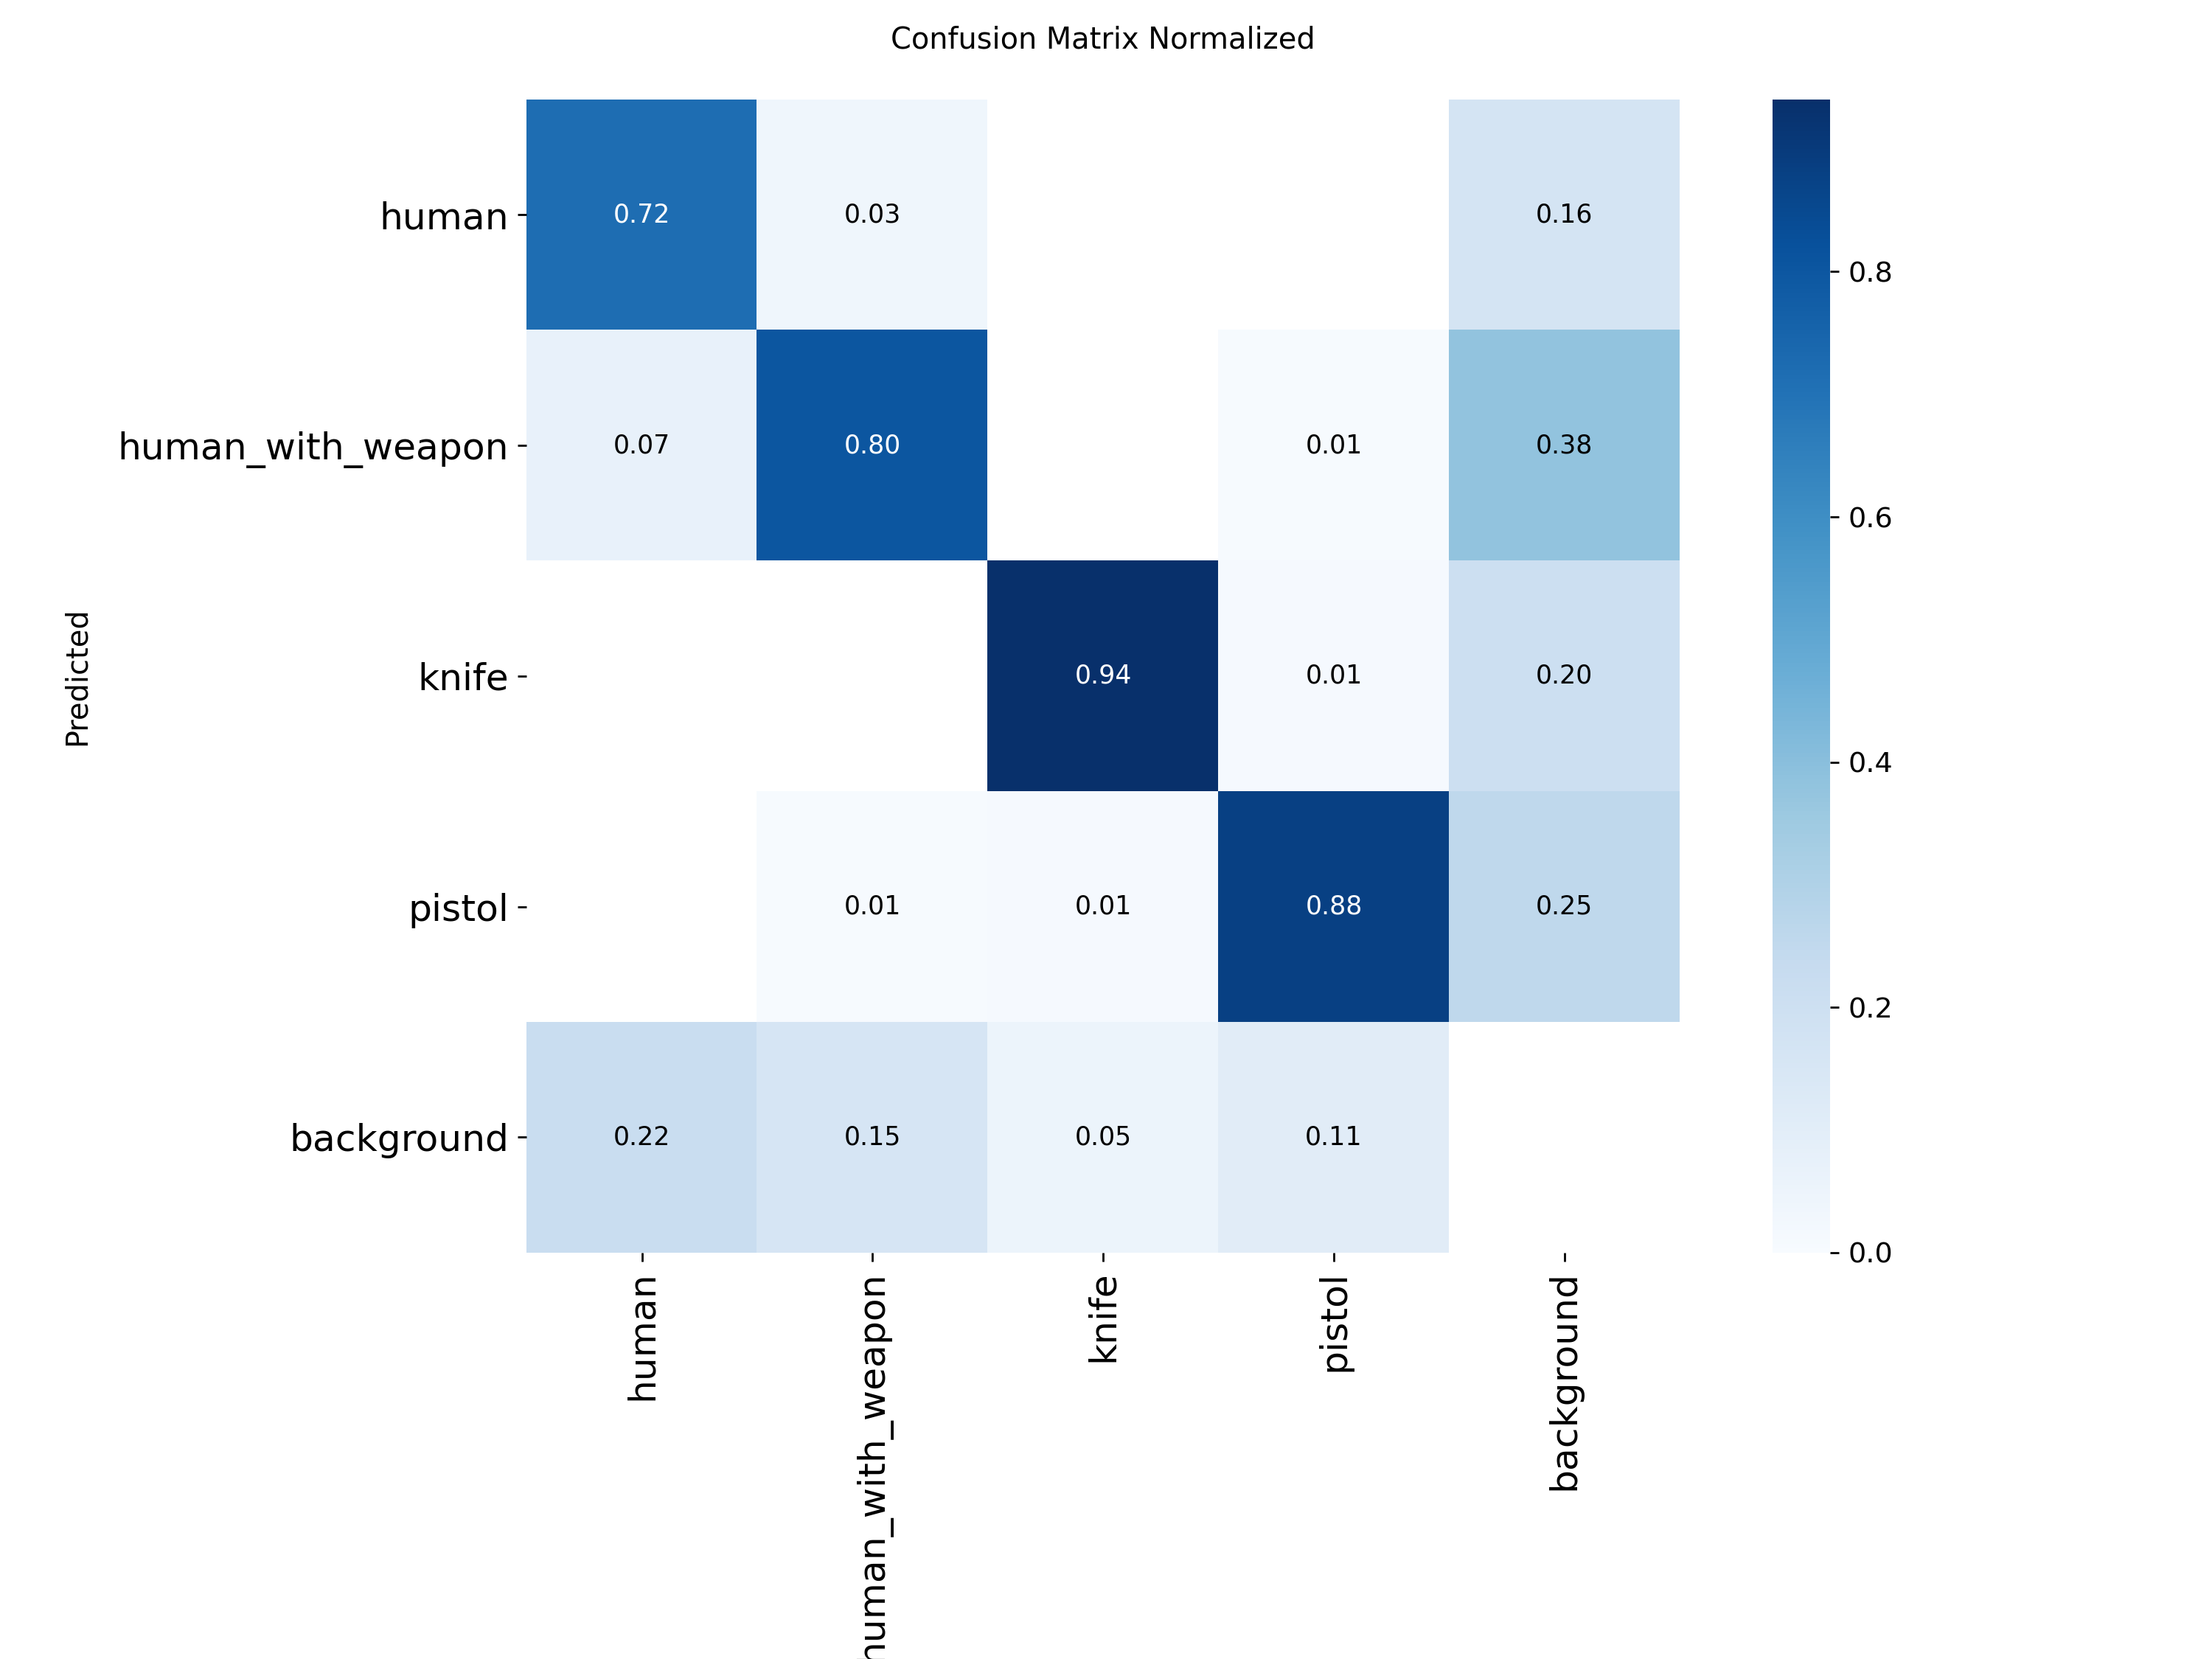 Confusion Matrix Normalized
human
0.72
0.03
0.16
0.8
human_with_weapon
0.07
0.80
0.01
0.38
0.6
Predicted
knife
0.94
0.01
0.20
0.4
pistol
0.01
0.01
0.88
0.25
0.2
background
0.22
0.15
0.05
0.11
0.0
human
human_with_weapon
knife
pistol
background